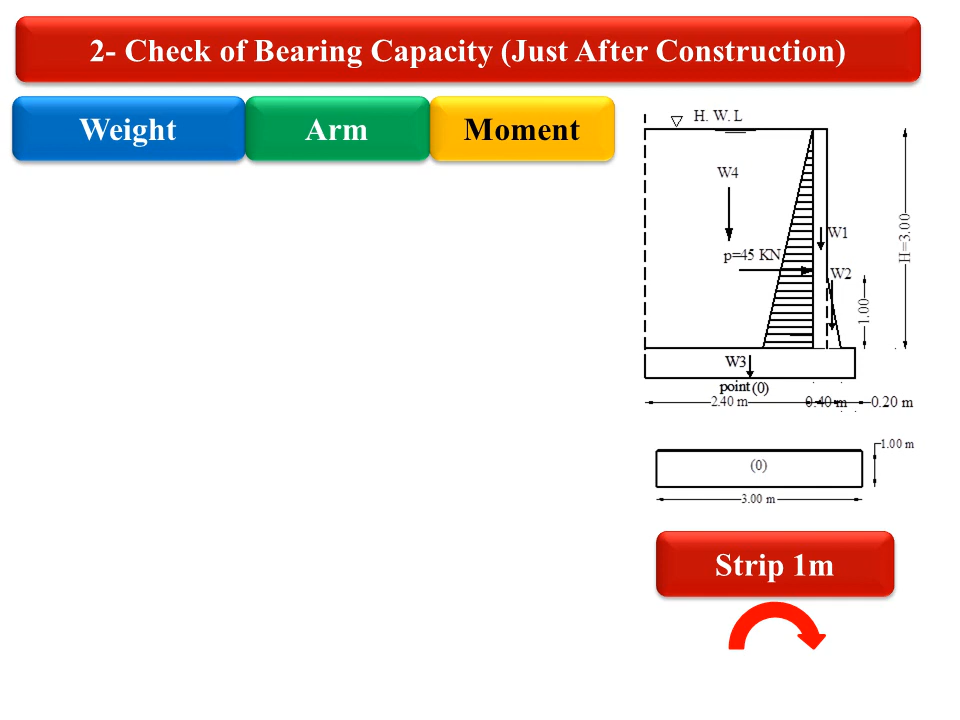 2- Check of Bearing Capacity (Just After Construction)
Weight
Arm
Moment
H. W. L
W4
W1
p=45 KN
W2
H=3.00
1.00
W3
point (0)
2.40 m
0.40 m
0.20 m
1.00 m
(0)
3.00 m
Strip 1m